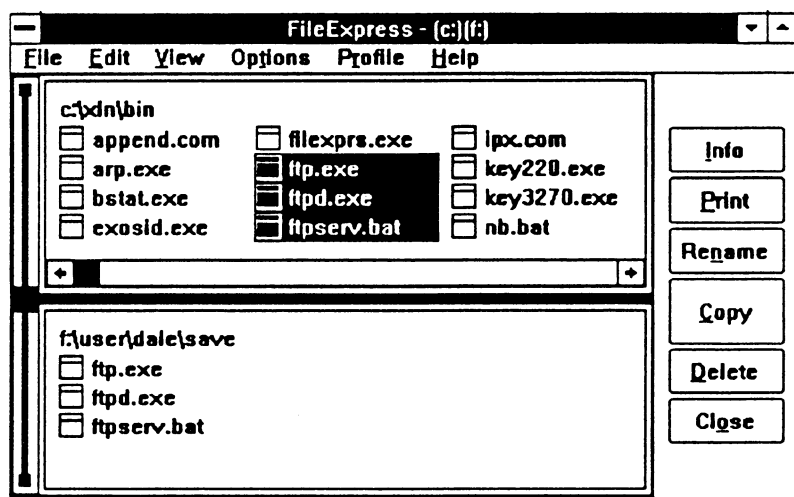 FileExpress - (c:)(f:)
File Edit View Options Profile Help
c:\xln\bin
append.com filexprs.exe ipx.com
arp.exe ftp.exe key220.exe
bstat.exe ftpd.exe key3270.exe
exosid.exe ftpserv.bat nb.bat
f:\user\dale\save
ftp.exe
ftpd.exe
ftpserv.bat
Info
Print
Rename
Copy
Delete
Close